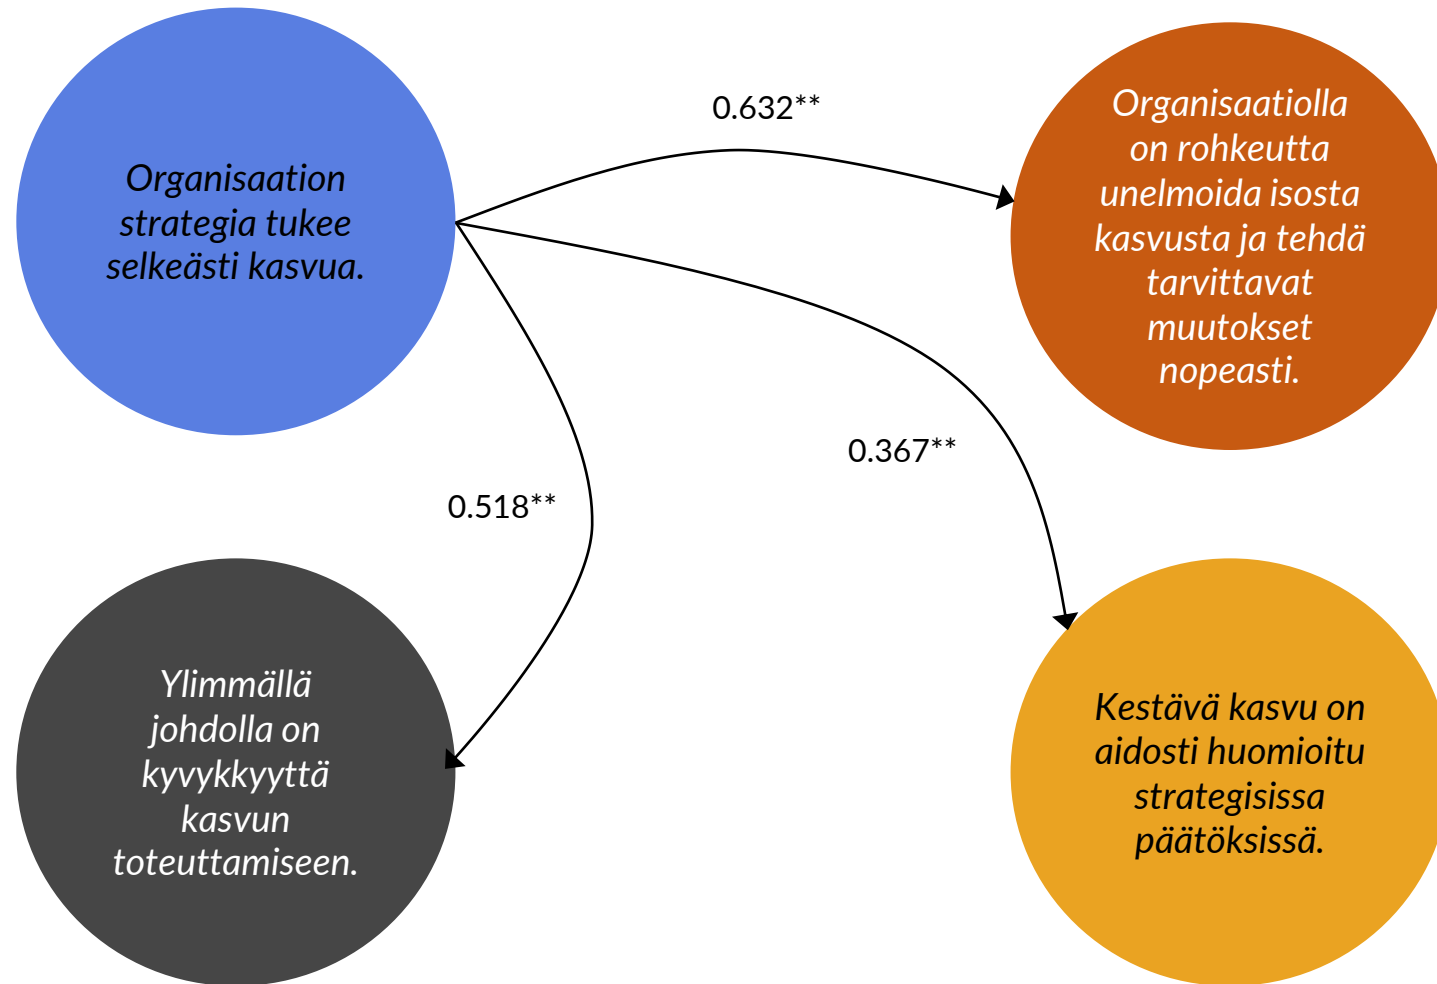 Organisaation
strategia tukee
selkeästi kasvua.
0.632**
Organisaatiolla
on rohkeutta
unelmoida isosta
kasvusta ja tehdä
tarvittavat
muutokset
nopeasti.
0.367**
0.518**
Ylimmällä
johdolla on
kyvykkyyttä
kasvun
toteuttamiseen.
Kestävä kasvu on
aidosti huomioitu
strategisissa
päätöksissä.